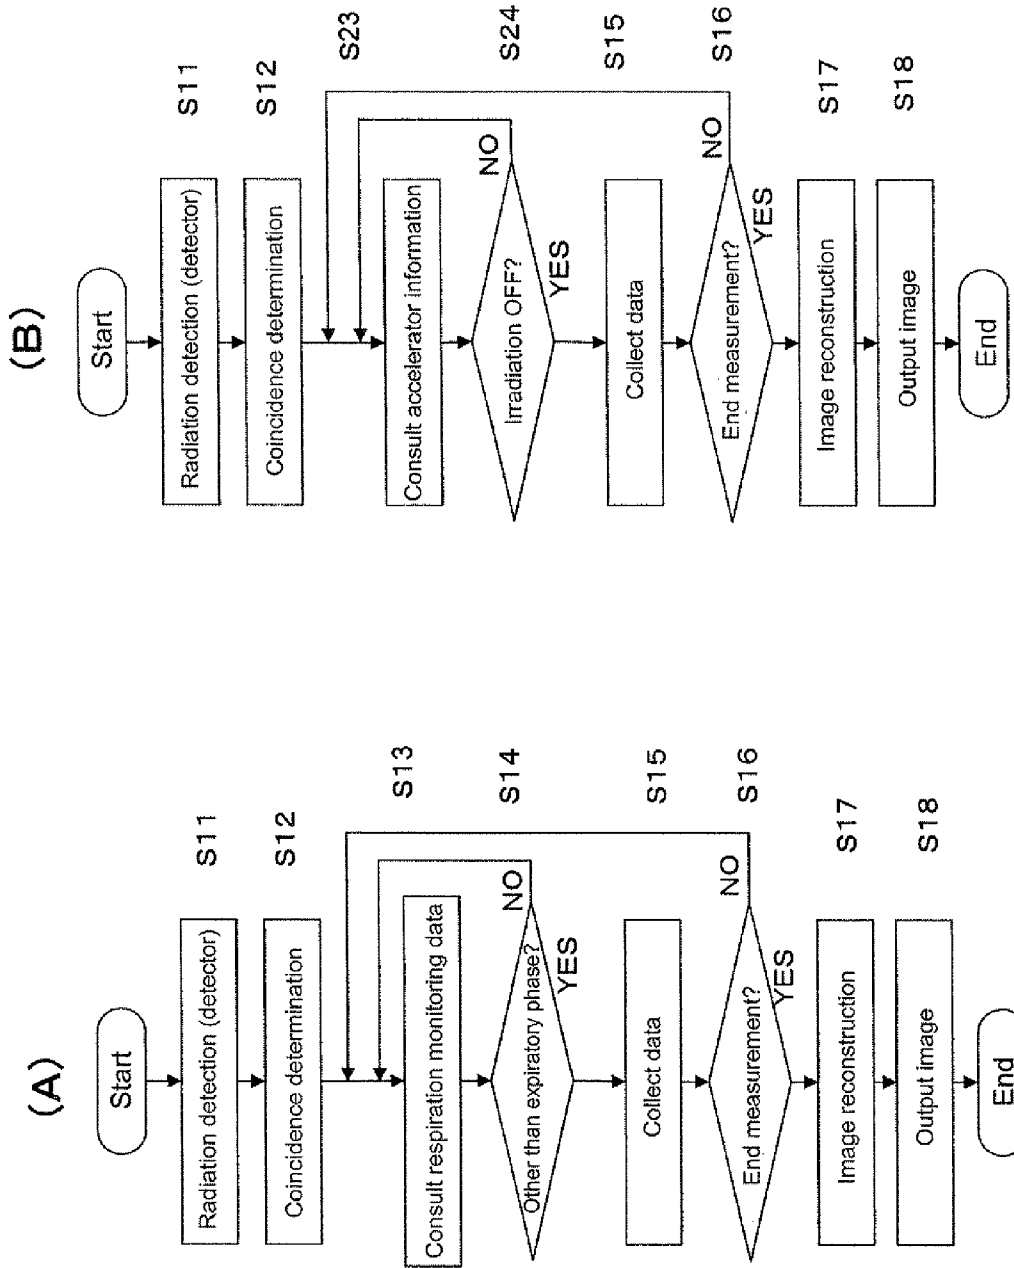 (A)
Start
Radiation detection (detector)
S11
Coincidence determination
S12
Consult respiration monitoring data
S13
Other than expiratory phase?
S14
NO
YES
Collect data
S15
End measurement?
S16
NO
YES
Image reconstruction
S17
Output image
S18
End
(B)
Start
Radiation detection (detector)
S11
Coincidence determination
S12
Consult accelerator information
S23
Irradiation OFF?
S24
NO
YES
Collect data
S15
End measurement?
S16
NO
YES
Image reconstruction
S17
Output image
S18
End